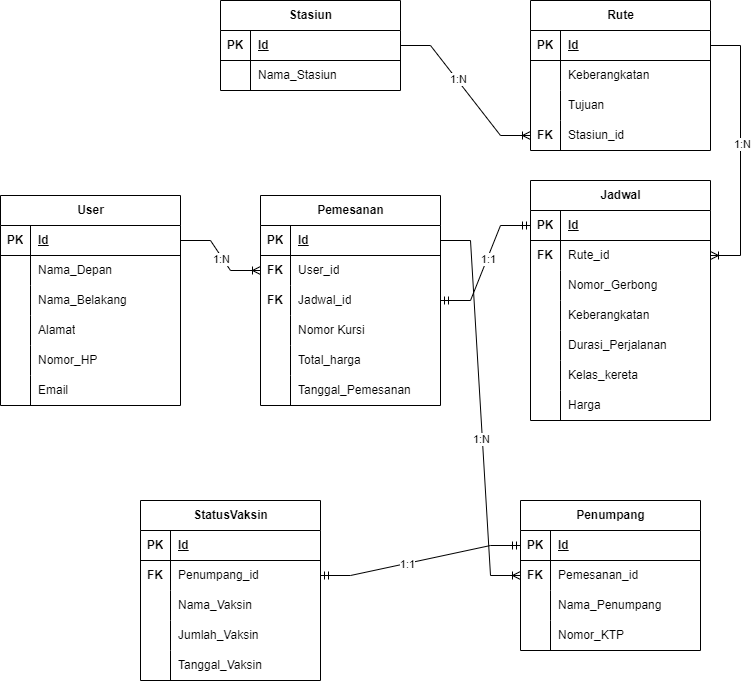 Stasiun
PK Id
Nama_Stasiun
Rute
PK Id
Keberangkatan
Tujuan
FK Stasiun_id
1:N
1:N
User
PK Id
Nama_Depan
Nama_Belakang
Alamat
Nomor_HP
Email
1:N
Pemesanan
PK Id
FK User_id
FK Jadwal_id
Nomor Kursi
Total_harga
Tanggal_Pemesanan
1:1
Jadwal
PK Id
FK Rute_id
Nomor_Gerbong
Keberangkatan
Durasi_Perjalanan
Kelas_kereta
Harga
1:N
StatusVaksin
PK Id
FK Penumpang_id
Nama_Vaksin
Jumlah_Vaksin
Tanggal_Vaksin
1:1
Penumpang
PK Id
FK Pemesanan_id
Nama_Penumpang
Nomor_KTP